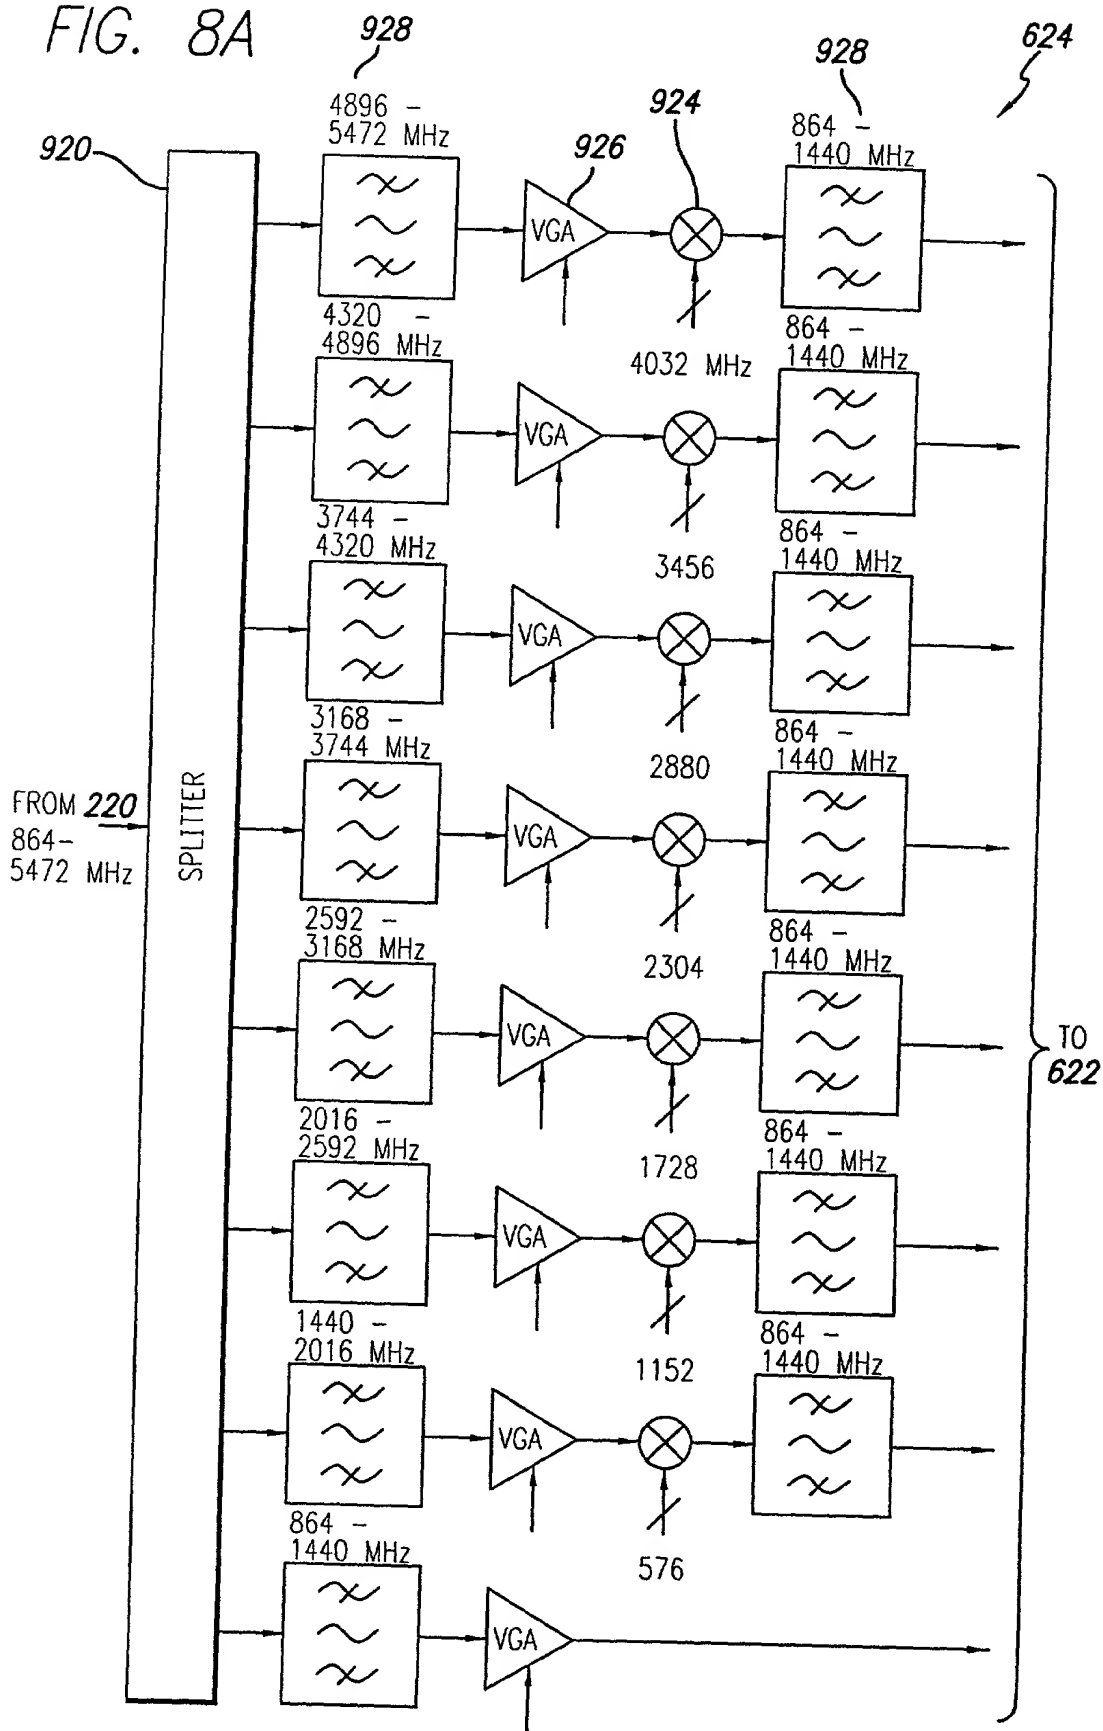 FIG. 8A
928
928
624
4896 -
5472 MHz
924
864 -
1440 MHz
920
926
VGA
4032 MHz
4320 -
4896 MHz
864 -
1440 MHz
VGA
3456
3744 -
4320 MHz
864 -
1440 MHz
VGA
2880
3168 -
3744 MHz
864 -
1440 MHz
FROM 220
864-
5472 MHz
SPLITTER
VGA
2304
2592 -
3168 MHz
864 -
1440 MHz
VGA
1728
TO
622
2016 -
2592 MHz
864 -
1440 MHz
VGA
1152
1440 -
2016 MHz
864 -
1440 MHz
VGA
576
864 -
1440 MHz
VGA